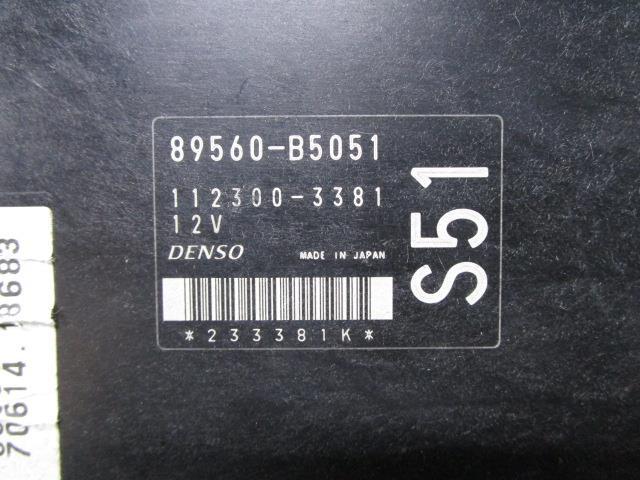 89560-B5051
112300-3381
12V
DENSO MADE IN JAPAN
*233381K*
S51
70614.18683